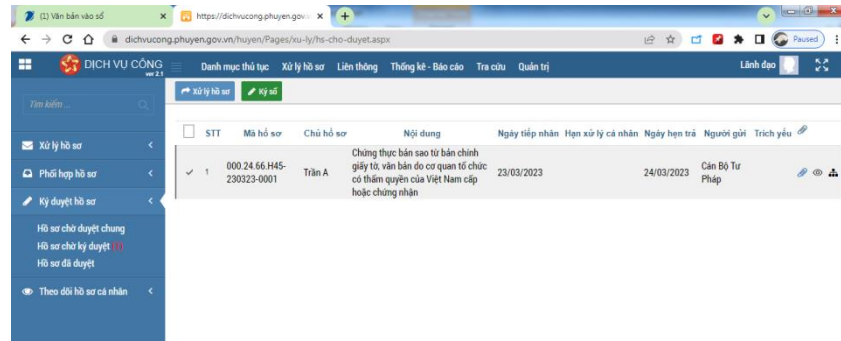 (1) Văn bản vào sổ
https://dichvucong.phuyen.gov
dichvucong.phuyen.gov.vn/huyen/Pages/xu-ly/hs-cho-duyet.aspx
Paused
DỊCH VỤ CÔNG
ver 2.1
Danh mục thủ tục Xử lý hồ sơ Liên thông Thống kê - Báo cáo Tra cứu Quản trị
Lãnh đạo
Tìm kiếm ...
Xử lý hồ sơ
Phối hợp hồ sơ
Ký duyệt hồ sơ
Hồ sơ chờ duyệt chung
Hồ sơ chờ ký duyệt
Hồ sơ đã duyệt
Theo dõi hồ sơ cá nhân
Xử lý hồ sơ Ký số
STT Mã hồ sơ Chủ hồ sơ Nội dung Ngày tiếp nhận Hạn xử lý cá nhân Ngày hẹn trả Người gửi Trích yếu
1
000.24.66.H45-
230323-0001
Trần A
Chứng thực bản sao từ bản chính
giấy tờ, văn bản do cơ quan tổ chức
có thẩm quyền của Việt Nam cấp
hoặc chứng nhận
23/03/2023
24/03/2023
Cán Bộ Tư
Pháp